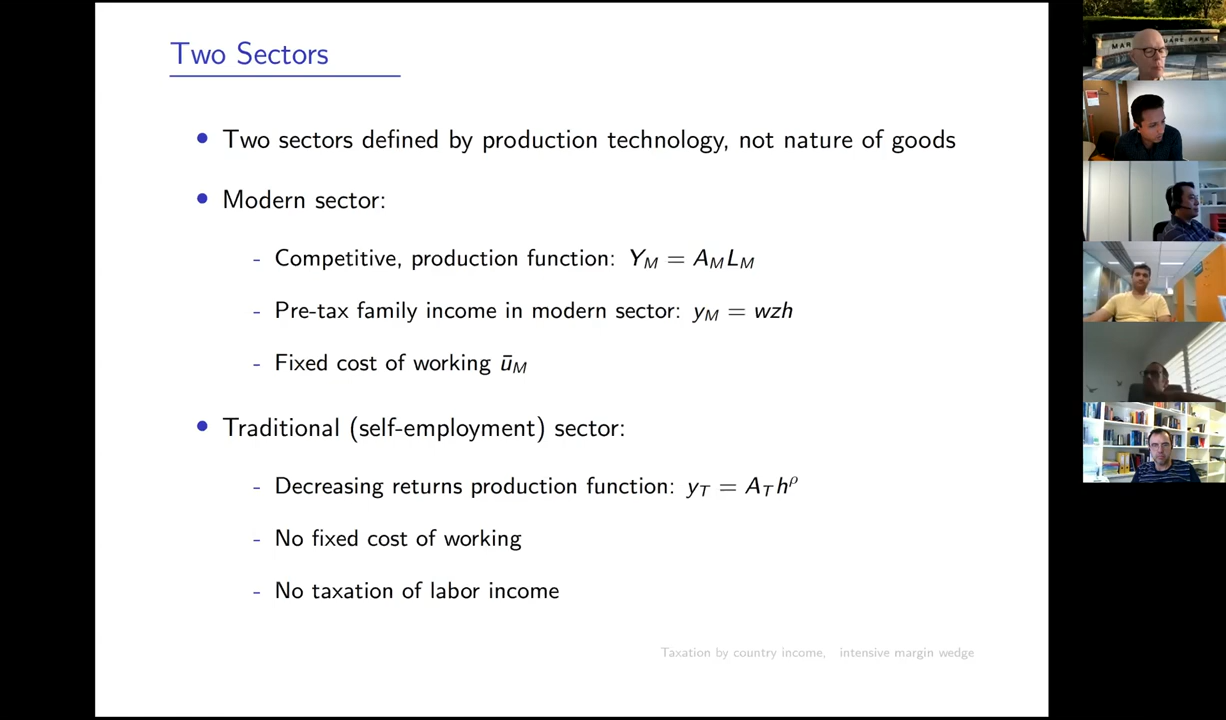 Two Sectors
• Two sectors defined by production technology, not nature of goods
• Modern sector:
- Competitive, production function: Y_M = A_M L_M
- Pre-tax family income in modern sector: y_M = wzh
- Fixed cost of working ū_M
• Traditional (self-employment) sector:
- Decreasing returns production function: y_T = A_T h^ρ
- No fixed cost of working
- No taxation of labor income
Taxation by country income, intensive margin wedge